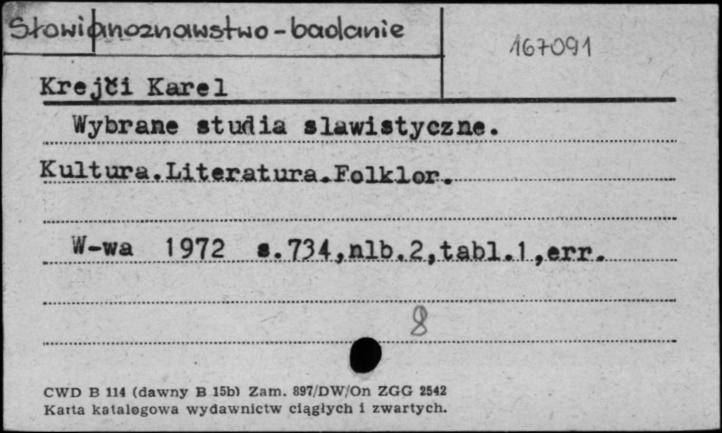 Słowianoznawstwo - badanie
167091
Krejči Karel
Wybrane studia slawistyczne.
Kultura.Literatura.Folklor.
W-wa 1972 s.734,nlb.2,tabl.1,err.
8
CWD B 114 (dawny B 15b) Zam. 897/DW/On ZGG 2542
Karta katalogowa wydawnictw ciągłych i zwartych.